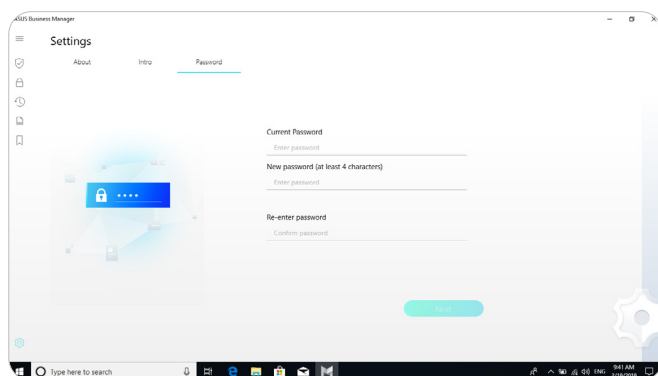 ASUS Business Manager
Settings
About Intro Password
Current Password
Enter password
New password (at least 4 characters)
Enter password
Re-enter password
Confirm password
Type here to search
ENG
9:41 AM